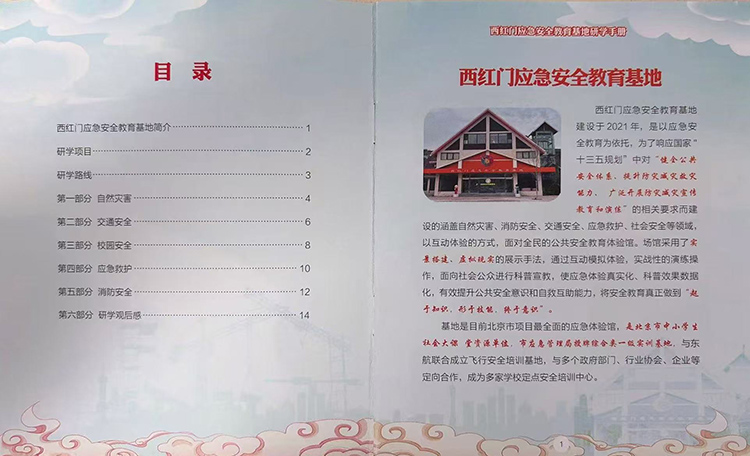 目 录
西红门应急安全教育基地简介 1
研学项目 2
研学路线 3
第一部分 自然灾害 4
第二部分 交通安全 6
第三部分 校园安全 8
第四部分 应急救护 10
第五部分 消防安全 12
第六部分 研学观后感 14
西红门应急安全教育基地研学手册
西红门应急安全教育基地
西红门应急安全教育基地
建设于2021年，是以应急安
全教育为依托，为了响应国家“
十三五规划”中对“健全公共
安全体系、提升防灾减灾救灾
能力、广泛开展防灾减灾宣传
教育和演练”的相关要求而建
设的涵盖自然灾害、消防安全、交通安全、应急救护、社会安全等领域，
以互动体验的方式，面对全民的公共安全教育体验馆。场馆采用了实
景搭建、虚拟现实的展示手法，通过互动模拟体验，实战性的演练操
作，面向社会公众进行科普宣教，使应急体验真实化、科普效果数据
化，有效提升公共安全意识和自救互助能力，将安全教育真正做到“起
于知识，形于技能，终于意识”。
基地是目前北京市项目最全面的应急体验馆，是北京市中小学生
社会大课 堂资源单位，市应急管理局授牌综合类一级实训基地，与东
航联合成立飞行安全培训基地，与多个政府部门、行业协会、企业等
定向合作，成为多家学校定点安全培训中心。
1